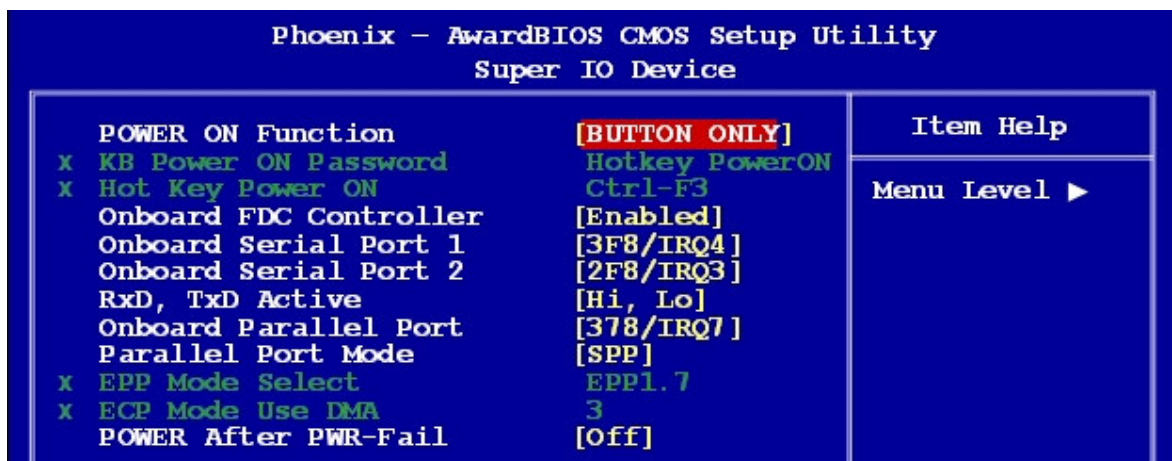 Phoenix – AwardBIOS CMOS Setup Utility
Super IO Device
POWER ON Function [BUTTON ONLY]
x KB Power ON Password Hotkey PowerON
x Hot Key Power ON Ctrl-F3
Onboard FDC Controller [Enabled]
Onboard Serial Port 1 [3F8/IRQ4]
Onboard Serial Port 2 [2F8/IRQ3]
RxD, TxD Active [Hi, Lo]
Onboard Parallel Port [378/IRQ7]
Parallel Port Mode [SPP]
x EPP Mode Select EPP1.7
x ECP Mode Use DMA 3
POWER After PWR-Fail [Off]
Item Help
Menu Level ▶